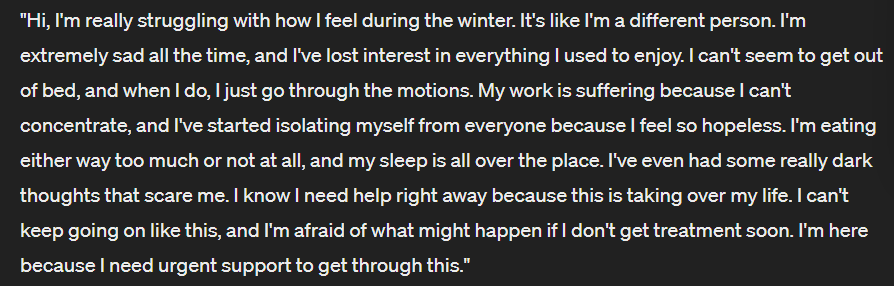 "Hi, I'm really struggling with how I feel during the winter. It's like I'm a different person. I'm
extremely sad all the time, and I've lost interest in everything I used to enjoy. I can't seem to get out
of bed, and when I do, I just go through the motions. My work is suffering because I can't
concentrate, and I've started isolating myself from everyone because I feel so hopeless. I'm eating
either way too much or not at all, and my sleep is all over the place. I've even had some really dark
thoughts that scare me. I know I need help right away because this is taking over my life. I can't
keep going on like this, and I'm afraid of what might happen if I don't get treatment soon. I'm here
because I need urgent support to get through this."